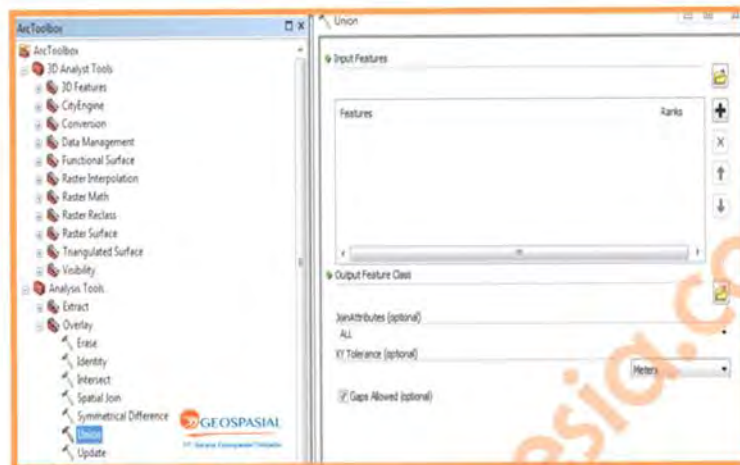 ArcToolbox
ArcToolbox
3D Analyst Tools
3D Features
CityEngine
Conversion
Data Management
Functional Surface
Raster Interpolation
Raster Math
Raster Reclass
Raster Surface
Triangulated Surface
Visibility
Analysis Tools
Extract
Overlay
Erase
Identity
Intersect
Spatial Join
Symmetrical Difference
Union
Update
GEOSPASIAL
Union
Input Features
Features Ranks
Output Feature Class
JoinAttributes (optional)
ALL
XY Tolerance (optional)
Meters
Gaps Allowed (optional)
esia.co